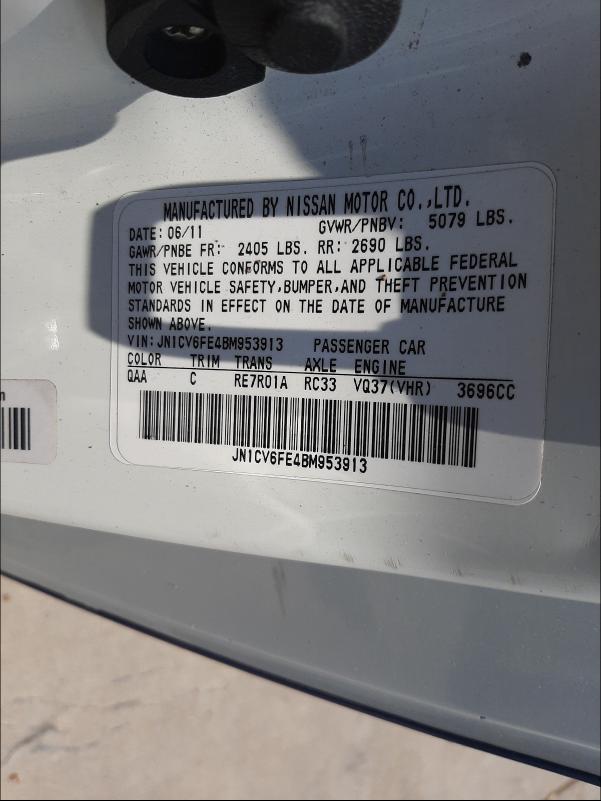 MANUFACTURED BY NISSAN MOTOR CO.,LTD.
DATE: 06/11 GVWR/PNBV: 5079 LBS.
GAWR/PNBE FR: 2405 LBS. RR: 2690 LBS.
THIS VEHICLE CONFORMS TO ALL APPLICABLE FEDERAL
MOTOR VEHICLE SAFETY,BUMPER,AND THEFT PREVENTION
STANDARDS IN EFFECT ON THE DATE OF MANUFACTURE
SHOWN ABOVE.
VIN: JN1CV6FE4BM953913 PASSENGER CAR
COLOR TRIM TRANS AXLE ENGINE
QAA C RE7R01A RC33 VQ37(VHR) 3696CC
JN1CV6FE4BM953913